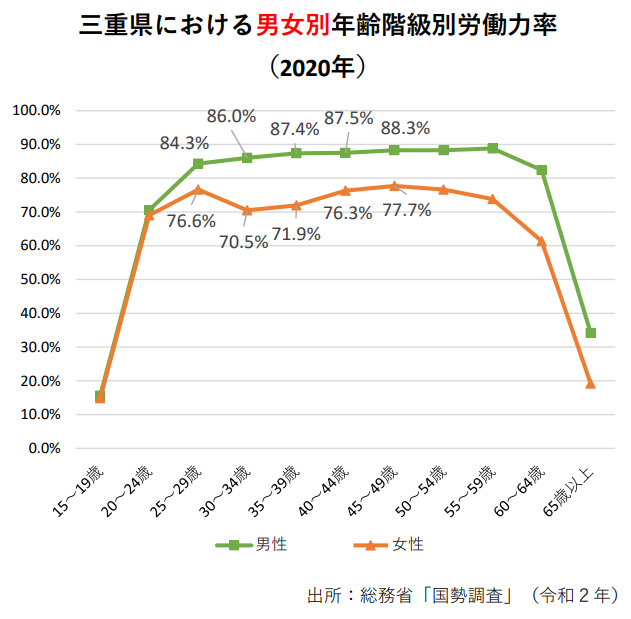 三重県における男女別年齢階級別労働力率
（2020年）
100.0%
90.0%
80.0%
70.0%
60.0%
50.0%
40.0%
30.0%
20.0%
10.0%
0.0%
84.3%
86.0%
87.4%
87.5%
88.3%
76.6%
70.5%
71.9%
76.3%
77.7%
15～19歳
20～24歳
25～29歳
30～34歳
35～39歳
40～44歳
45～49歳
50～54歳
55～59歳
60～64歳
65歳以上
男性
女性
出所：総務省「国勢調査」（令和２年）